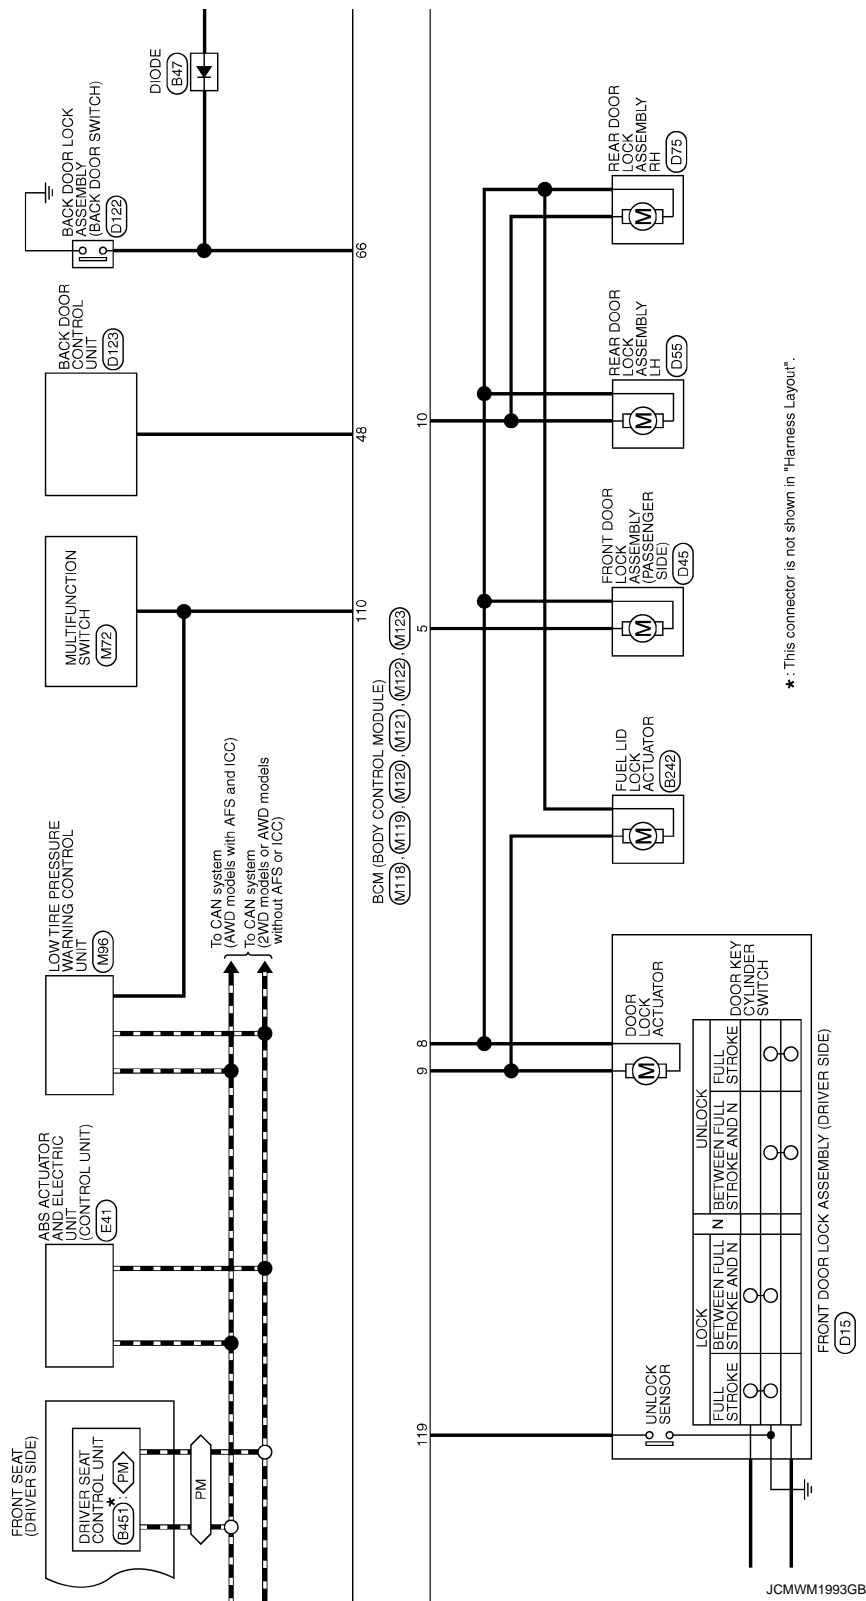 FRONT SEAT
(DRIVER SIDE)
DRIVER SEAT
CONTROL UNIT
*
B451 : PM
PM
ABS ACTUATOR
AND ELECTRIC
UNIT
(CONTROL UNIT)
E41
LOW TIRE PRESSURE
WARNING CONTROL
UNIT
M96
To CAN system
(AWD models with AFS and ICC)
To CAN system
(2WD models or AWD models
without AFS or ICC)
MULTIFUNCTION
SWITCH
M72
BACK DOOR
CONTROL
UNIT
D123
BACK DOOR LOCK
ASSEMBLY
(BACK DOOR SWITCH)
D122
DIODE
B47
110
48
66
BCM (BODY CONTROL MODULE)
M118 , M119 , M120 , M121 , M122 , M123
119
9
8
5
10
UNLOCK
SENSOR
DOOR
LOCK
ACTUATOR
M
LOCK
N
UNLOCK
FULL
STROKE
BETWEEN FULL
STROKE AND N
BETWEEN FULL
STROKE AND N
FULL
STROKE
DOOR KEY
CYLINDER
SWITCH
FRONT DOOR LOCK ASSEMBLY (DRIVER SIDE)
D15
FUEL LID
LOCK
ACTUATOR
B242
M
FRONT DOOR
LOCK
ASSEMBLY
(PASSENGER
SIDE)
D45
M
REAR DOOR
LOCK
ASSEMBLY
LH
D55
M
REAR DOOR
LOCK
ASSEMBLY
RH
D75
M
* : This connector is not shown in "Harness Layout".
JCMWM1993GB